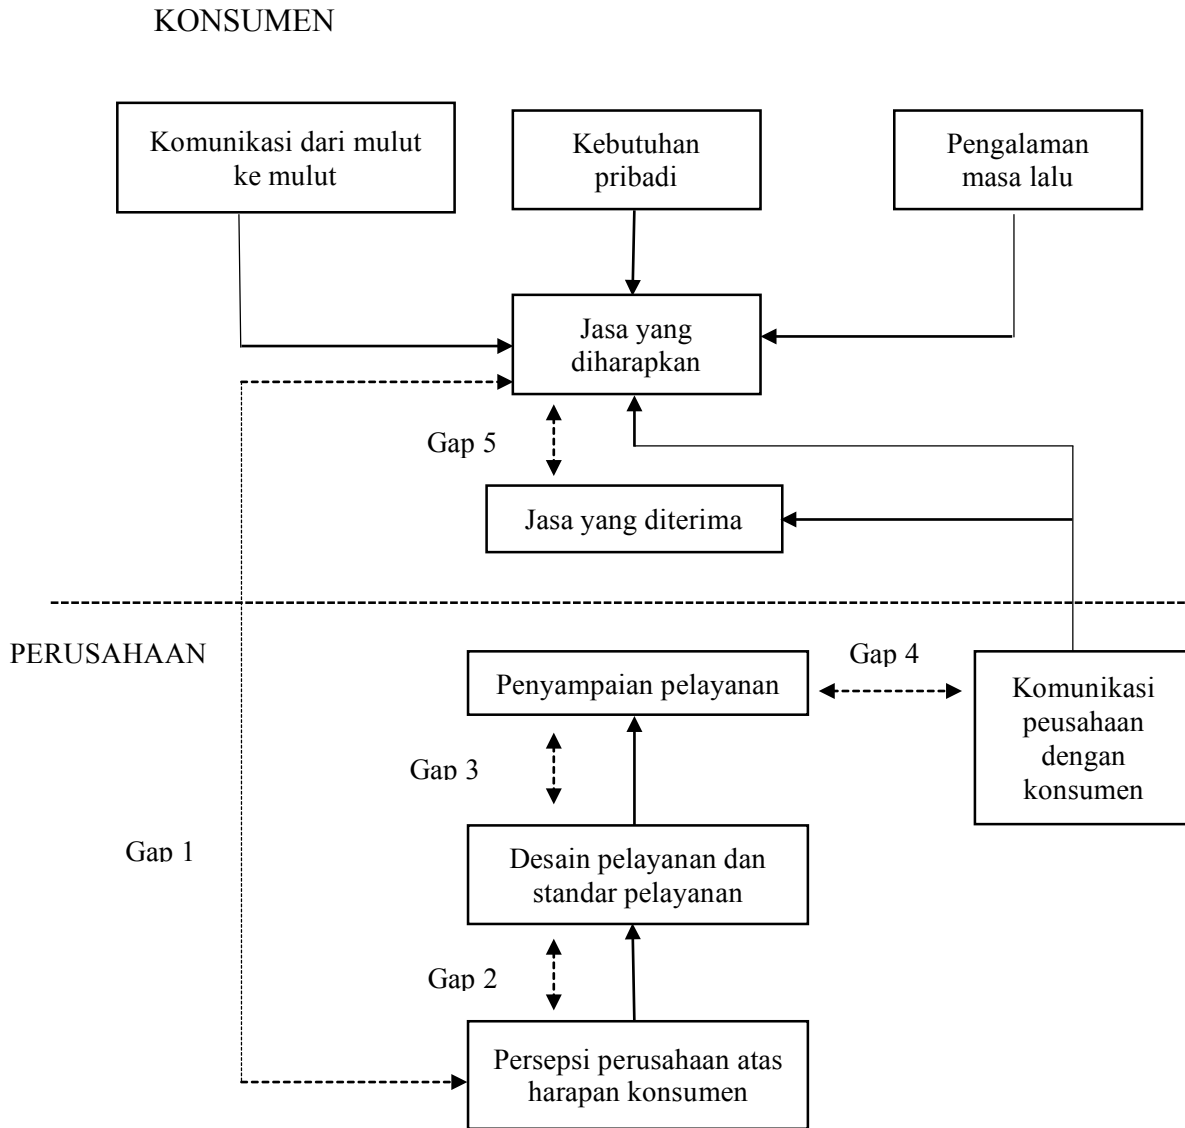 KONSUMEN
Komunikasi dari mulut
ke mulut
Kebutuhan
pribadi
Pengalaman
masa lalu
Jasa yang
diharapkan
Gap 5
Jasa yang diterima
PERUSAHAAN
Penyampaian pelayanan
Gap 4
Komunikasi
peusahaan
dengan
konsumen
Gap 3
Gap 1
Desain pelayanan dan
standar pelayanan
Gap 2
Persepsi perusahaan atas
harapan konsumen